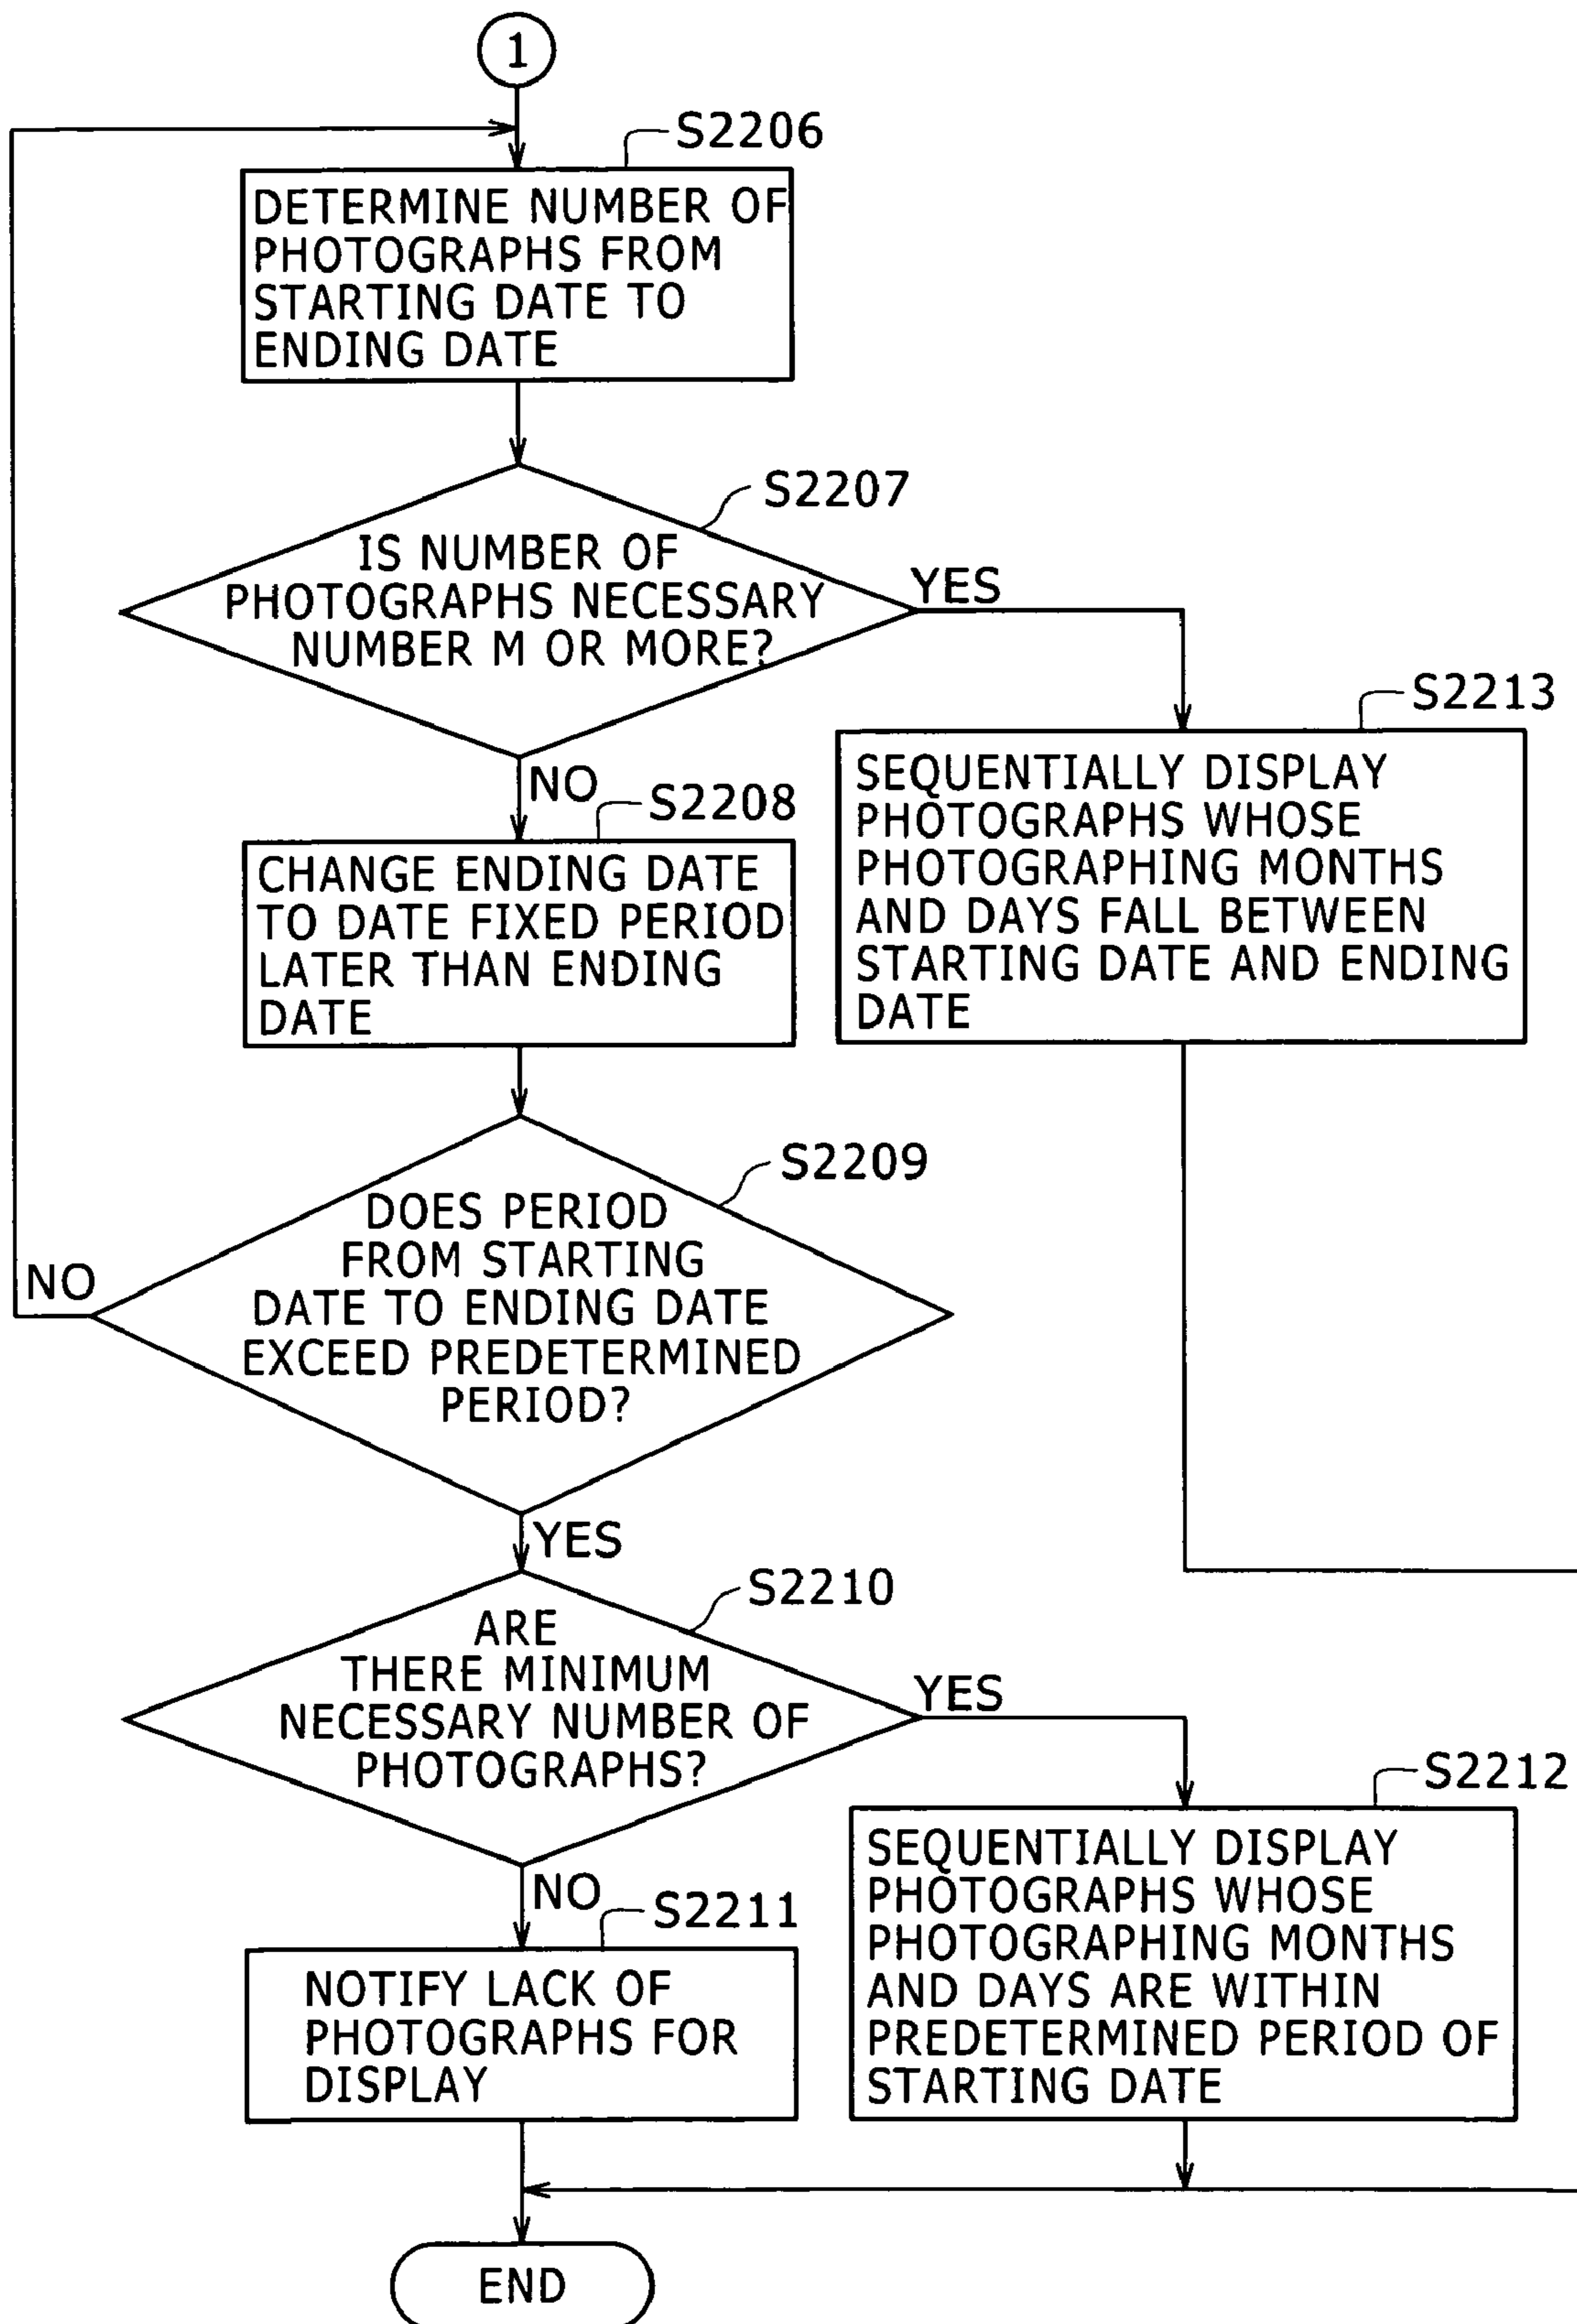 1
S2206
DETERMINE NUMBER OF
PHOTOGRAPHS FROM
STARTING DATE TO
ENDING DATE
S2207
IS NUMBER OF
PHOTOGRAPHS NECESSARY
NUMBER M OR MORE?
YES
NO
S2213
SEQUENTIALLY DISPLAY
PHOTOGRAPHS WHOSE
PHOTOGRAPHING MONTHS
AND DAYS FALL BETWEEN
STARTING DATE AND ENDING
DATE
S2208
CHANGE ENDING DATE
TO DATE FIXED PERIOD
LATER THAN ENDING
DATE
S2209
DOES PERIOD
FROM STARTING
DATE TO ENDING DATE
EXCEED PREDETERMINED
PERIOD?
NO
YES
S2210
ARE
THERE MINIMUM
NECESSARY NUMBER OF
PHOTOGRAPHS?
YES
NO
S2212
SEQUENTIALLY DISPLAY
PHOTOGRAPHS WHOSE
PHOTOGRAPHING MONTHS
AND DAYS ARE WITHIN
PREDETERMINED PERIOD OF
STARTING DATE
S2211
NOTIFY LACK OF
PHOTOGRAPHS FOR
DISPLAY
END